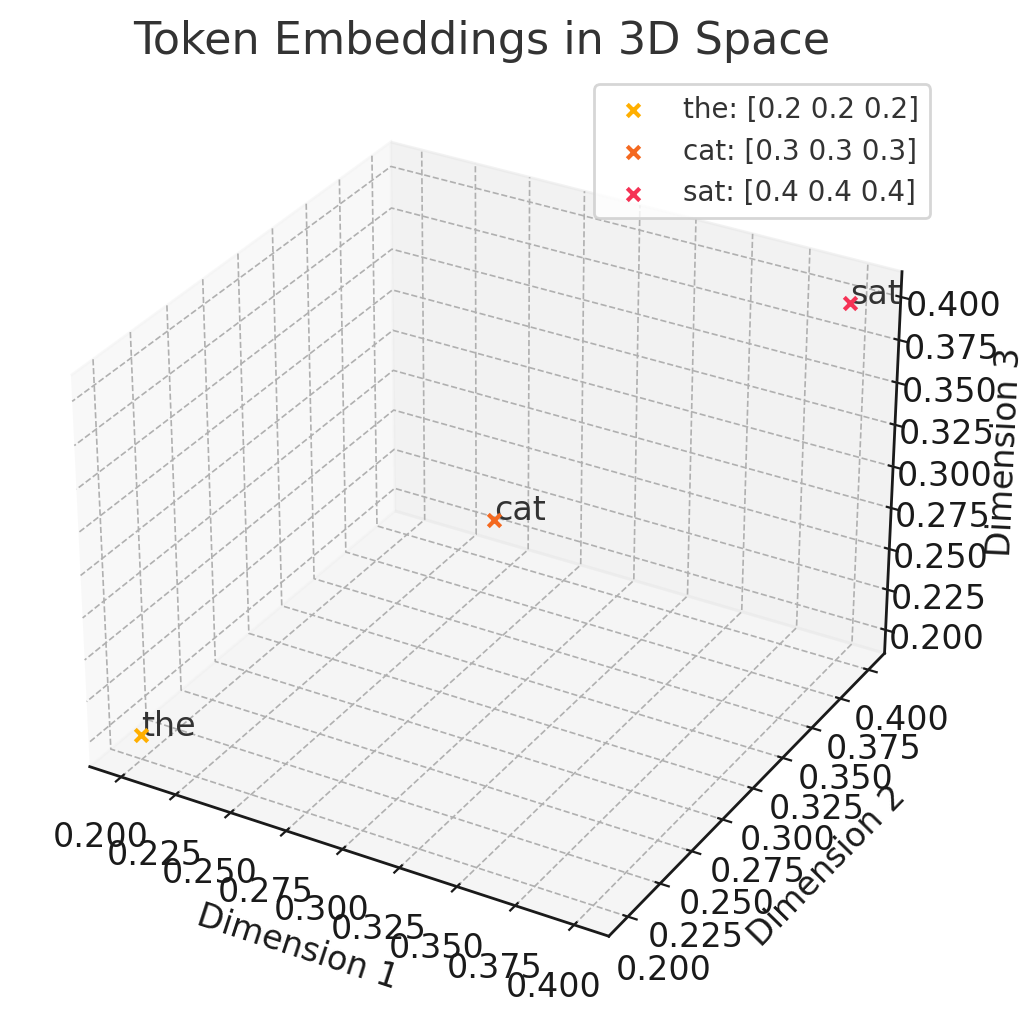 Token Embeddings in 3D Space
the: [0.2 0.2 0.2]
cat: [0.3 0.3 0.3]
sat: [0.4 0.4 0.4]
sat
cat
the
0.400
0.375
0.350
0.325
0.300
0.275
0.250
0.225
0.200
Dimension 3
0.400
0.375
0.350
0.325
0.300
0.275
0.250
0.225
0.200
Dimension 2
0.200
0.225
0.250
0.275
0.300
0.325
0.350
0.375
0.400
Dimension 1